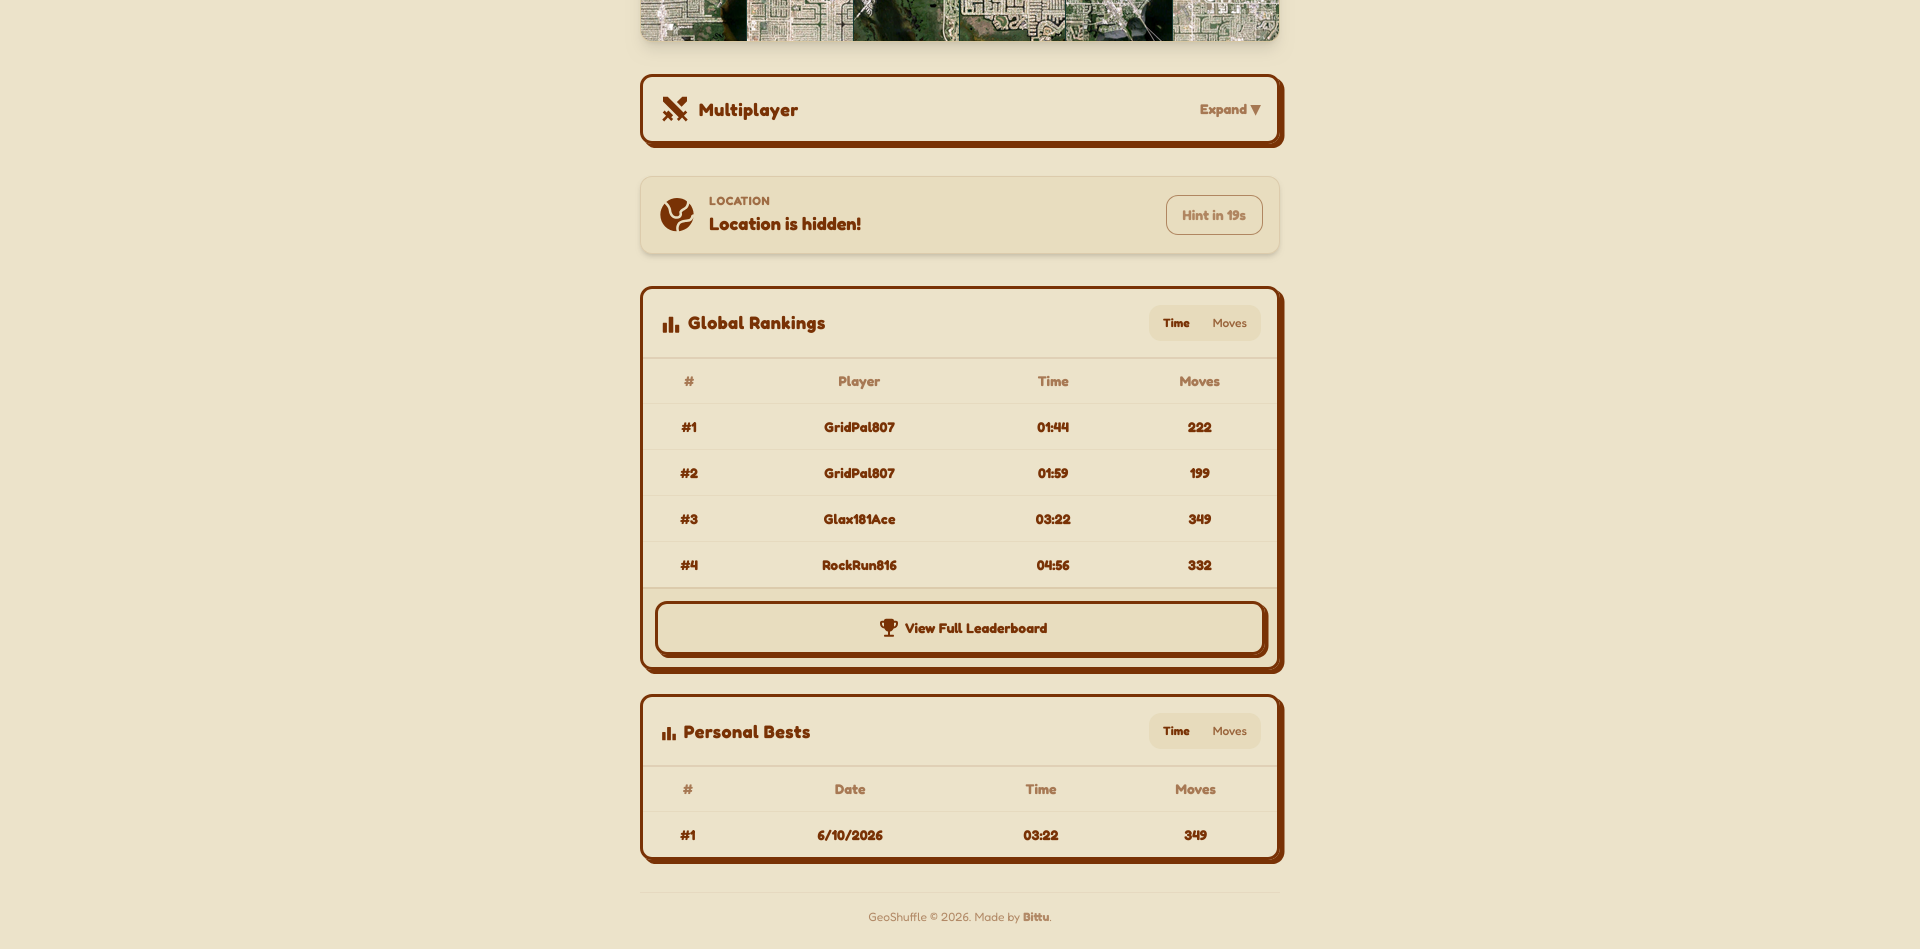 Multiplayer
Expand ▼
LOCATION
Location is hidden!
Hint in 19s
Global Rankings
Time Moves
# Player Time Moves
#1 GridPal807 01:44 222
#2 GridPal807 01:59 199
#3 Glax181Ace 03:22 349
#4 RockRun816 04:56 332
View Full Leaderboard
Personal Bests
Time Moves
# Date Time Moves
#1 6/10/2026 03:22 349
GeoShuffle © 2026. Made by Bittu.